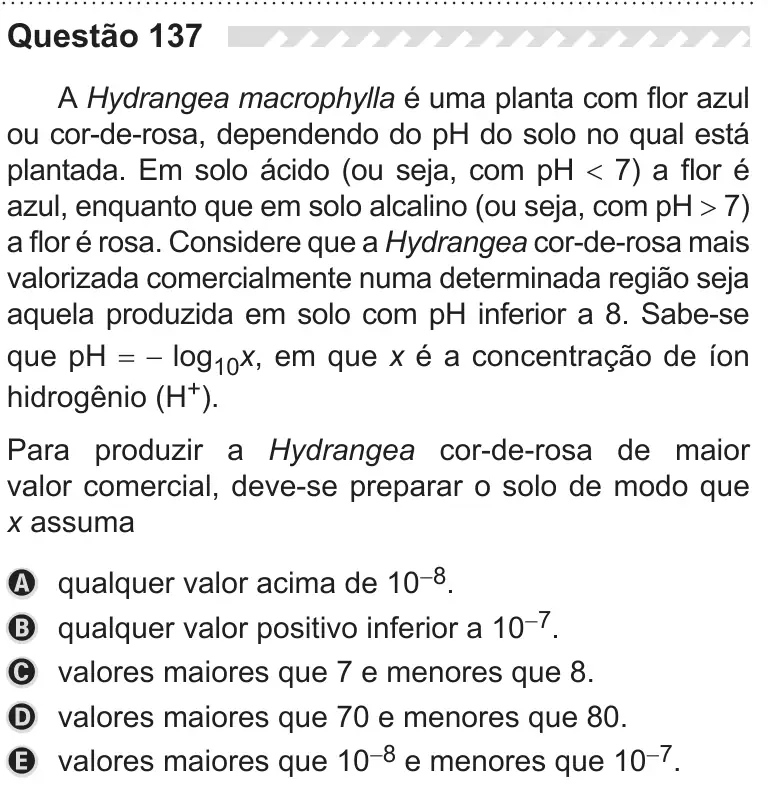 Questão 137
A Hydrangea macrophylla é uma planta com flor azul
ou cor-de-rosa, dependendo do pH do solo no qual está
plantada. Em solo ácido (ou seja, com pH < 7) a flor é
azul, enquanto que em solo alcalino (ou seja, com pH > 7)
a flor é rosa. Considere que a Hydrangea cor-de-rosa mais
valorizada comercialmente numa determinada região seja
aquela produzida em solo com pH inferior a 8. Sabe-se
que pH = – log₁₀x, em que x é a concentração de íon
hidrogênio (H⁺).
Para produzir a Hydrangea cor-de-rosa de maior
valor comercial, deve-se preparar o solo de modo que
x assuma
A qualquer valor acima de 10⁻⁸.
B qualquer valor positivo inferior a 10⁻⁷.
C valores maiores que 7 e menores que 8.
D valores maiores que 70 e menores que 80.
E valores maiores que 10⁻⁸ e menores que 10⁻⁷.